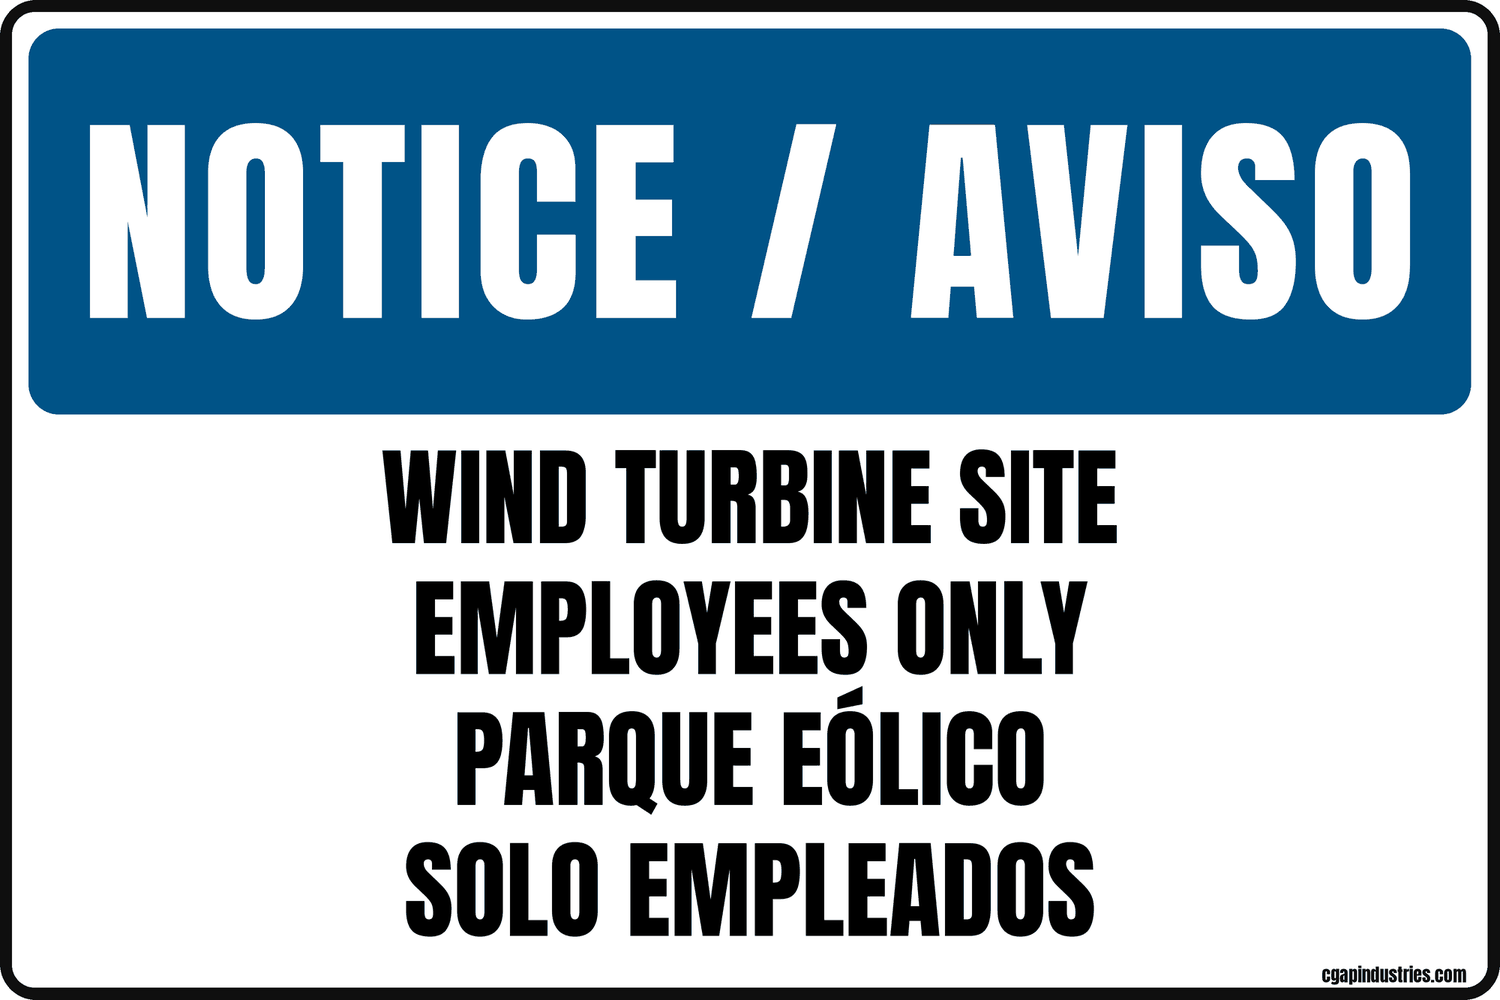 NOTICE / AVISO
WIND TURBINE SITE
EMPLOYEES ONLY
PARQUE EÓLICO
SOLO EMPLEADOS
cgapindustries.com